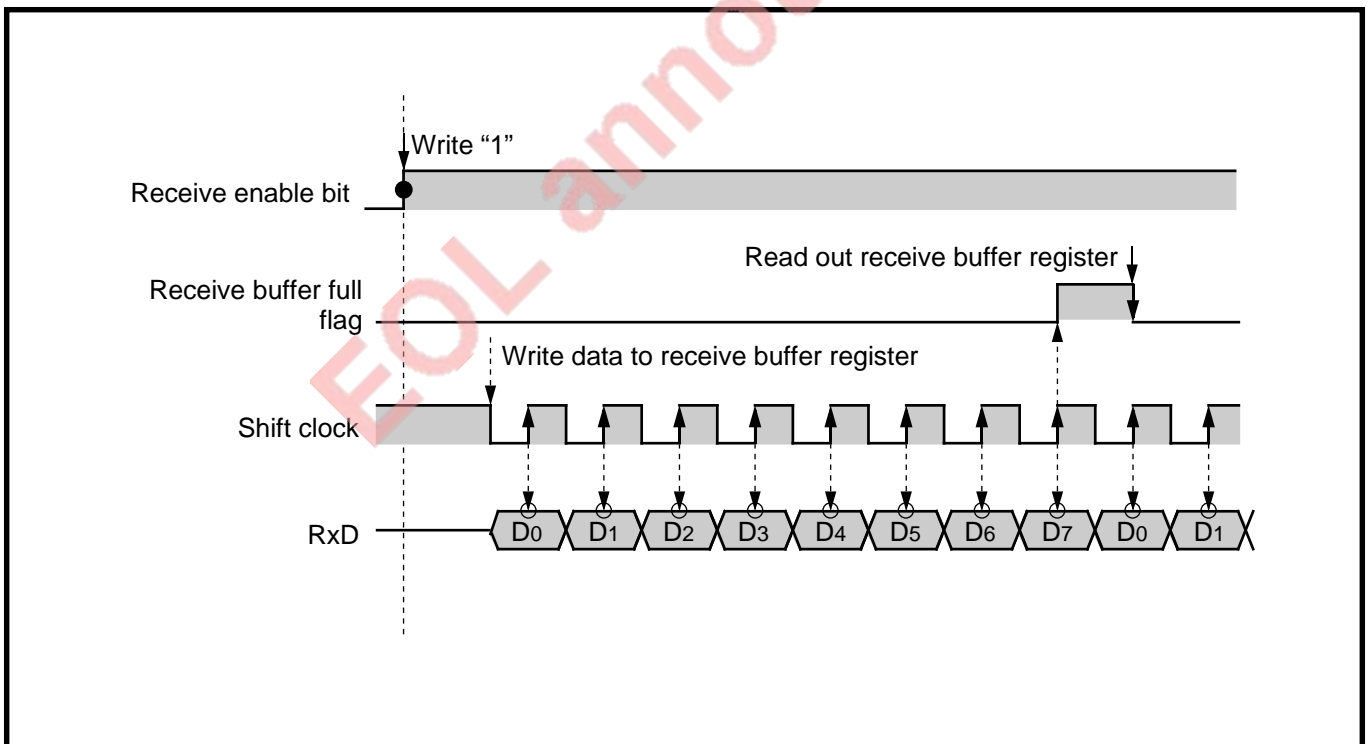 Write “1”
Receive enable bit
Read out receive buffer register
Receive buffer full
flag
Write data to receive buffer register
Shift clock
RxD
D0 D1 D2 D3 D4 D5 D6 D7 D0 D1
EOL